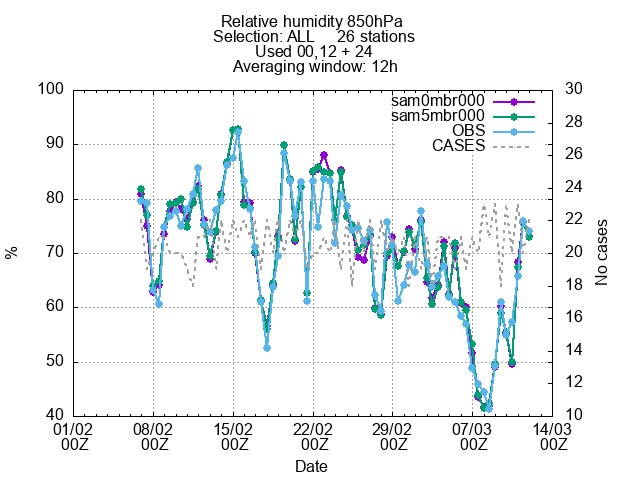 Relative humidity 850hPa
Selection: ALL 26 stations
Used 00,12 + 24
Averaging window: 12h
100 30
sam0mbr000
28
sam5mbr000
OBS
CASES
90 26
24
80
22
% 70 20 No cases
18
60
16
14
50
12
40 10
01/02 08/02 15/02 22/02 29/02 07/03 14/03
00Z 00Z 00Z 00Z 00Z 00Z 00Z
Date